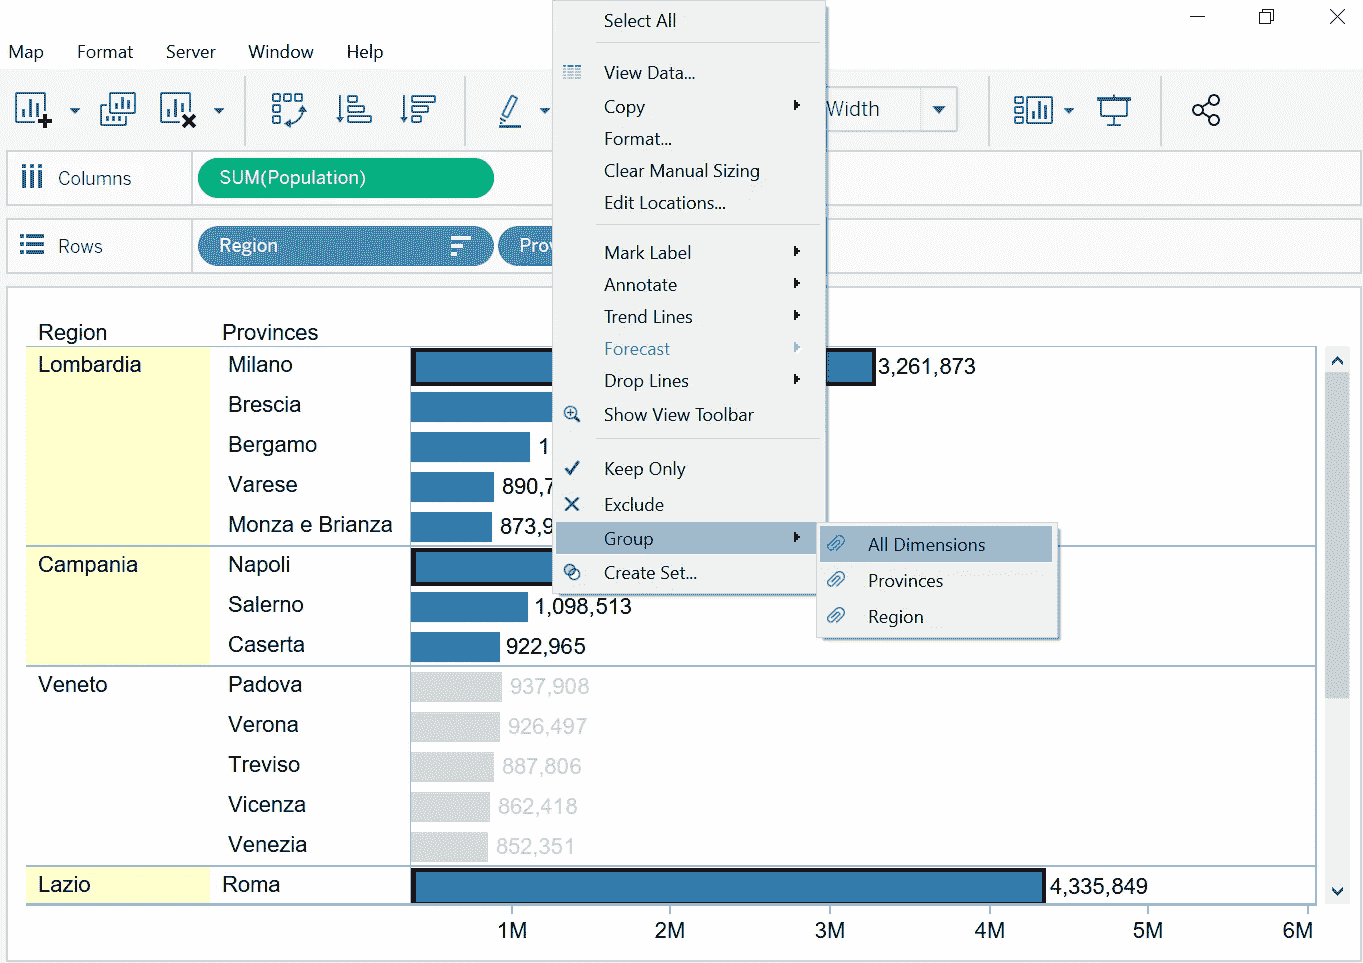 Map Format Server Window Help
Width
Columns SUM(Population)
Rows Region Pro
Select All
View Data...
Copy
Format...
Clear Manual Sizing
Edit Locations...
Mark Label
Annotate
Trend Lines
Forecast
Drop Lines
Show View Toolbar
Keep Only
Exclude
Group
Create Set...
All Dimensions
Provinces
Region
Region Provinces
Lombardia Milano 3,261,873
Brescia
Bergamo 1
Varese 890,7
Monza e Brianza 873,9
Campania Napoli
Salerno 1,098,513
Caserta 922,965
Veneto Padova 937,908
Verona 926,497
Treviso 887,806
Vicenza 862,418
Venezia 852,351
Lazio Roma 4,335,849
1M 2M 3M 4M 5M 6M